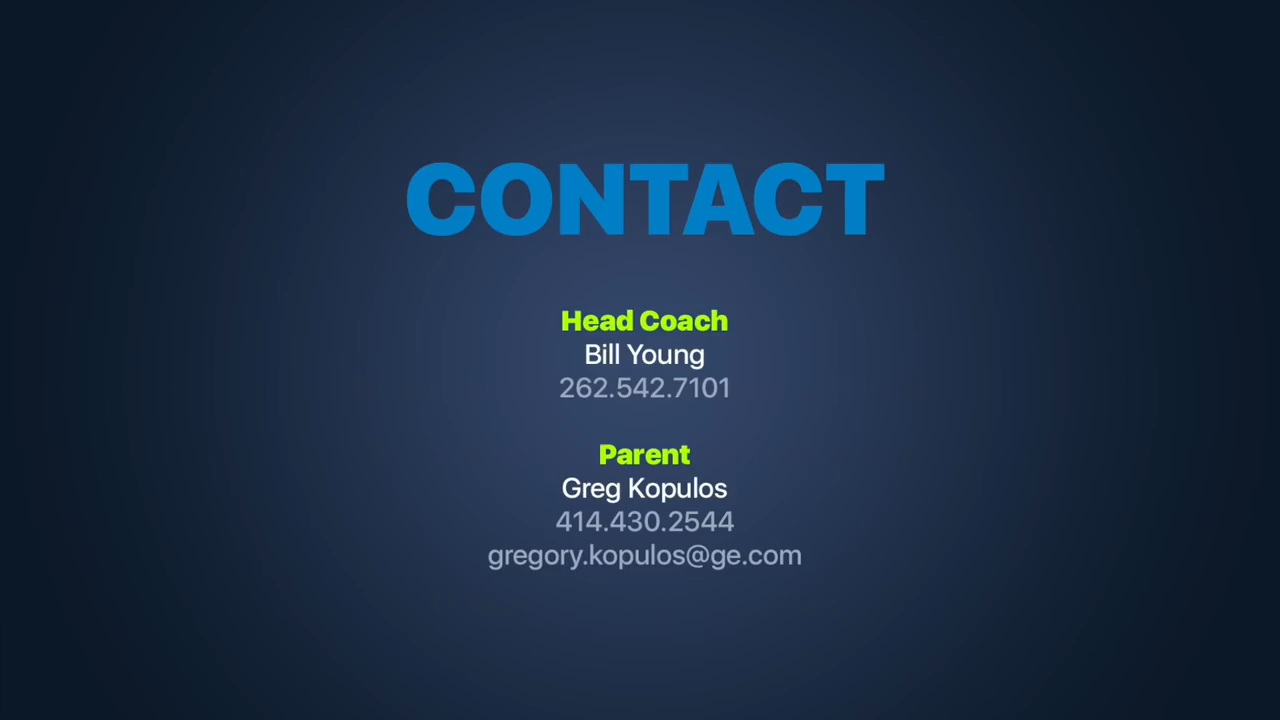 CONTACT
Head Coach
Bill Young
262.542.7101
Parent
Greg Kopulos
414.430.2544
gregory.kopulos@ge.com